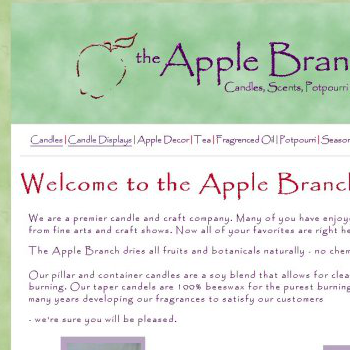 the Apple Bran
Candles, Scents, Potpourri
Candles | Candle Displays | Apple Decor | Tea | Fragrenced Oil | Potpourri | Season
Welcome to the Apple Branch
We are a premier candle and craft company. Many of you have enjoy
from fine arts and craft shows. Now all of your favorites are right he
The Apple Branch dries all fruits and botanicals naturally - no chem
Our pillar and container candles are a soy blend that allows for clea
burning. Our taper candels are 100% beeswax for the purest burning
many years developing our fragrances to satisfy our customers
- we're sure you will be pleased.